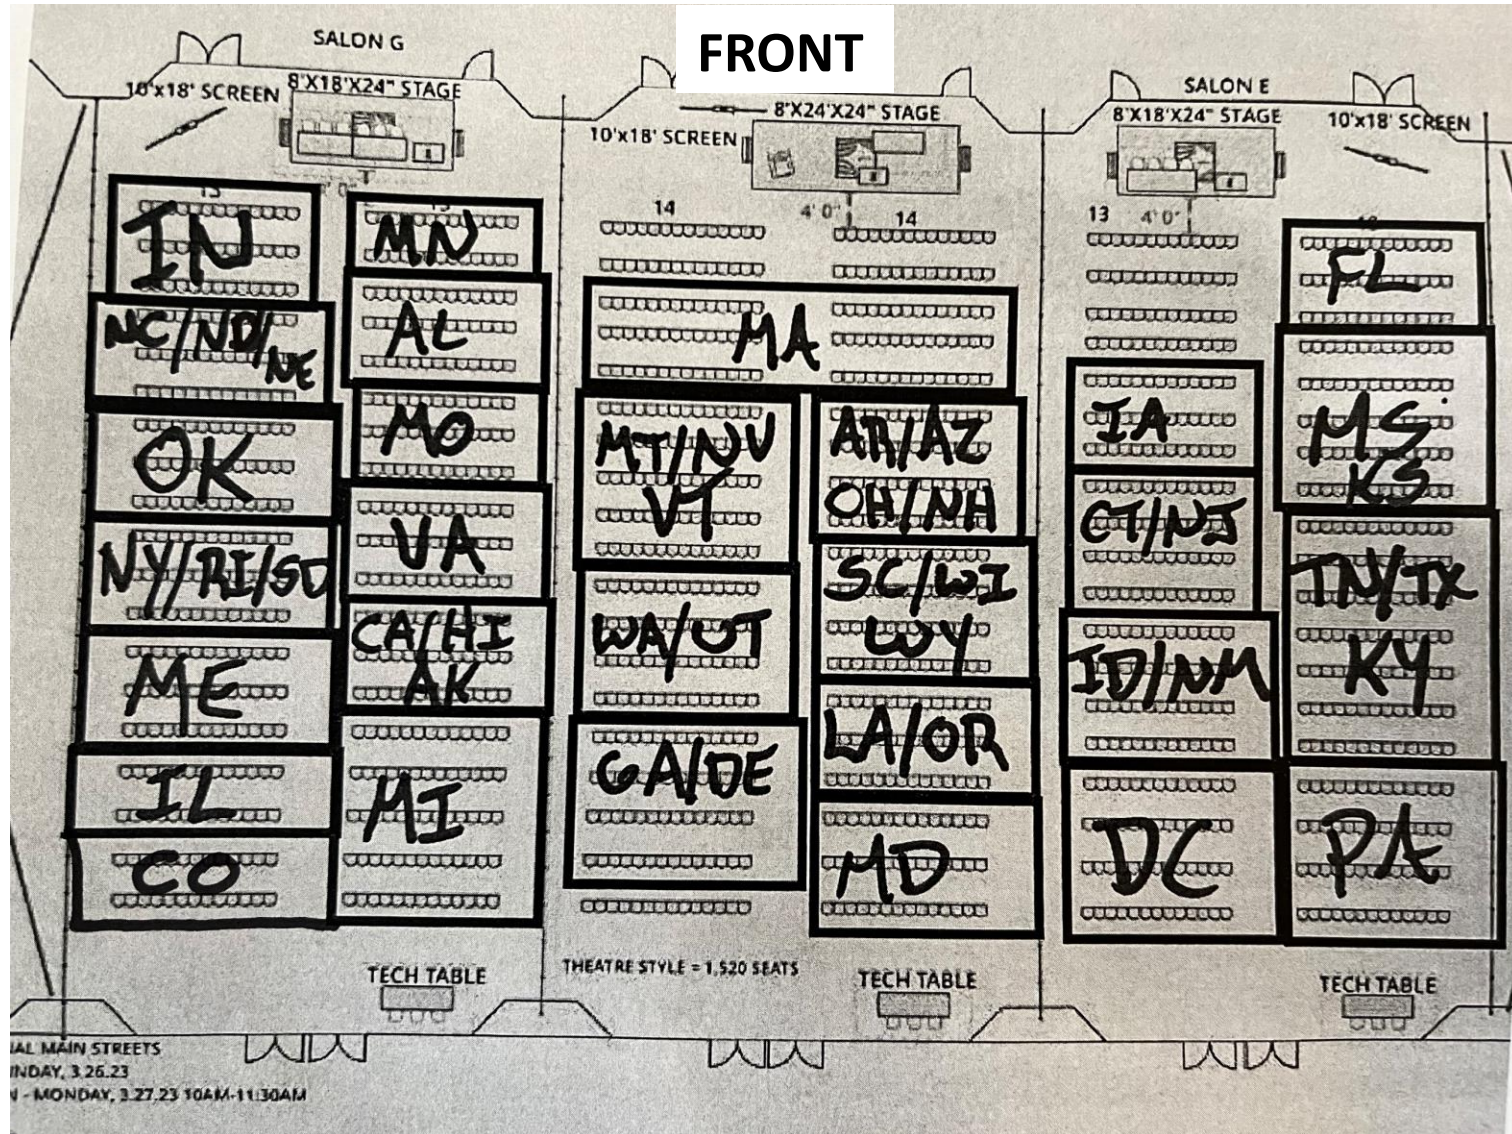 FRONT
SALON G
10'x18' SCREEN
8'X18'X24" STAGE
10'x18' SCREEN
8'X24'X24" STAGE
SALON E
8'X18'X24" STAGE
10'x18' SCREEN
IN
NC/ND/NE
OK
NY/RI/SD
ME
IL
CO
MN
AL
MO
VA
CA/HI
AK
MI
14
4' 0"
14
MA
MT/NV
VT
WA/UT
GA/DE
AR/AZ
OH/NH
SC/WI
WY
LA/OR
MD
13
4' 0"
IA
CT/NJ
ID/NM
DC
FL
MS
KS
TN/TX
KY
PA
TECH TABLE
THEATRE STYLE = 1,520 SEATS
TECH TABLE
TECH TABLE
MAIN STREETS
3.26.23
- MONDAY, 3.27.23 10AM-11:30AM